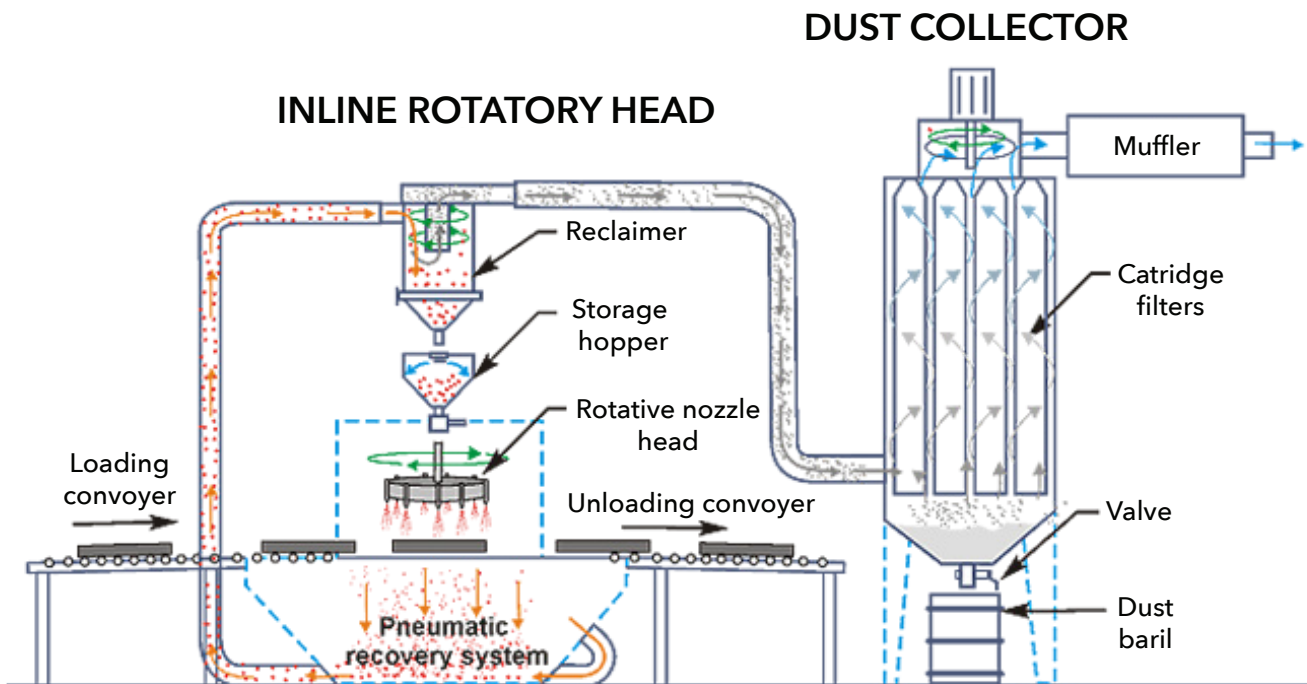 DUST COLLECTOR
INLINE ROTATORY HEAD
Muffler
Reclaimer
Catridge
filters
Storage
hopper
Rotative nozzle
head
Loading
convoyer
Unloading convoyer
Valve
Pneumatic
recovery system
Dust
baril